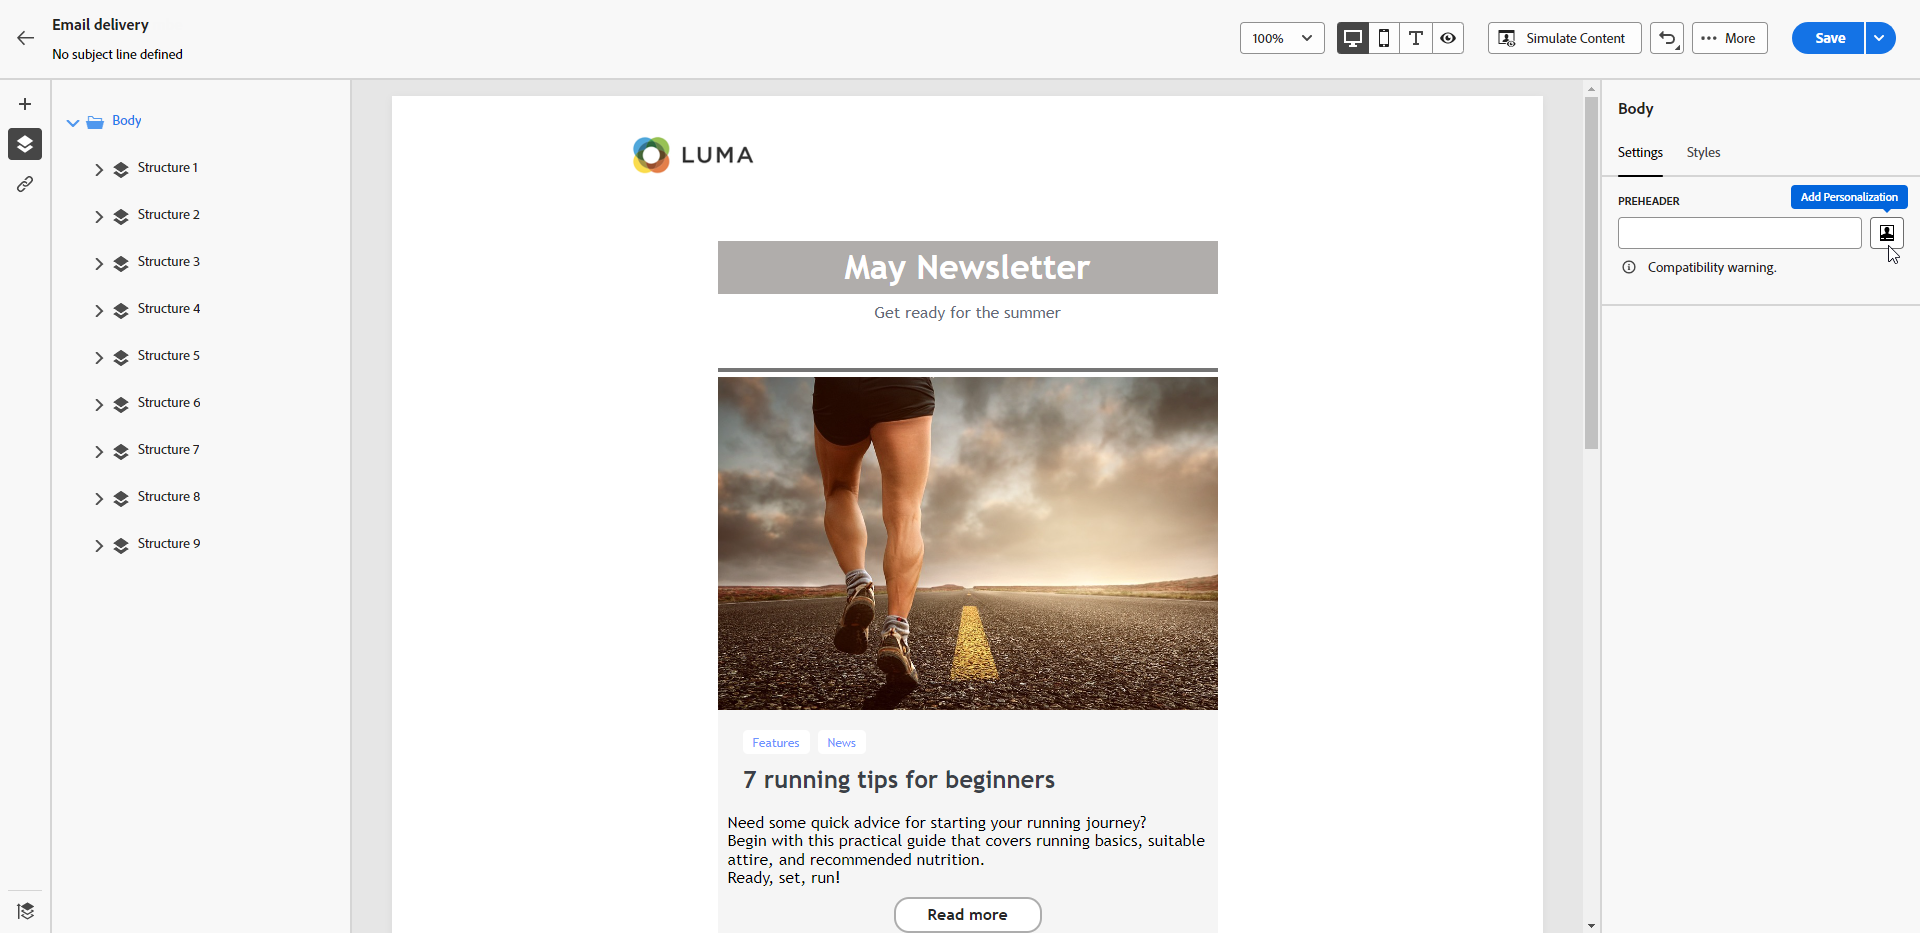 Email delivery
No subject line defined
100%
Simulate Content
More
Save
Body
Structure 1
Structure 2
Structure 3
Structure 4
Structure 5
Structure 6
Structure 7
Structure 8
Structure 9
LUMA
May Newsletter
Get ready for the summer
Features News
7 running tips for beginners
Need some quick advice for starting your running journey?
Begin with this practical guide that covers running basics, suitable
attire, and recommended nutrition.
Ready, set, run!
Read more
Body
Settings Styles
Add Personalization
PREHEADER
Compatibility warning.